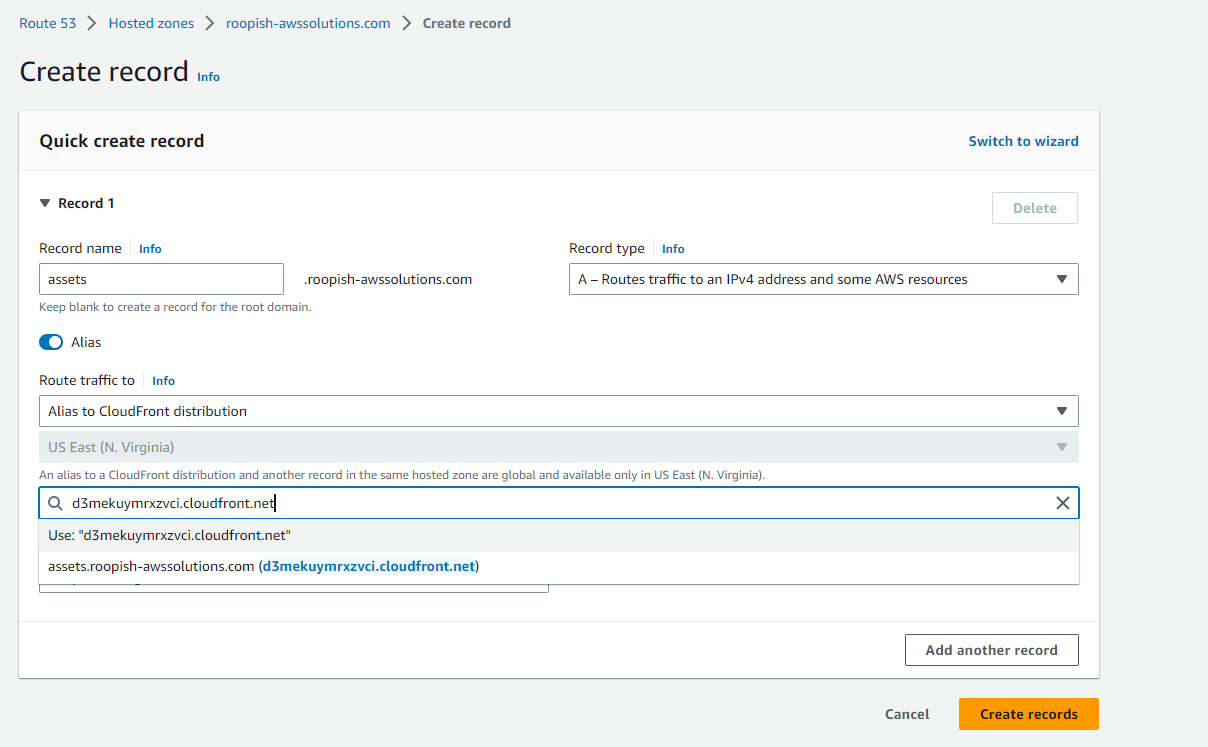 Route 53 > Hosted zones > roopish-awssolutions.com > Create record
Create record Info
Quick create record Switch to wizard
Record 1 Delete
Record name Info Record type Info
assets .roopish-awssolutions.com A – Routes traffic to an IPv4 address and some AWS resources
Keep blank to create a record for the root domain.
Alias
Route traffic to Info
Alias to CloudFront distribution
US East (N. Virginia)
An alias to a CloudFront distribution and another record in the same hosted zone are global and available only in US East (N. Virginia).
d3mekuymrxzvci.cloudfront.net
Use: "d3mekuymrxzvci.cloudfront.net"
assets.roopish-awssolutions.com (d3mekuymrxzvci.cloudfront.net)
Add another record
Cancel Create records